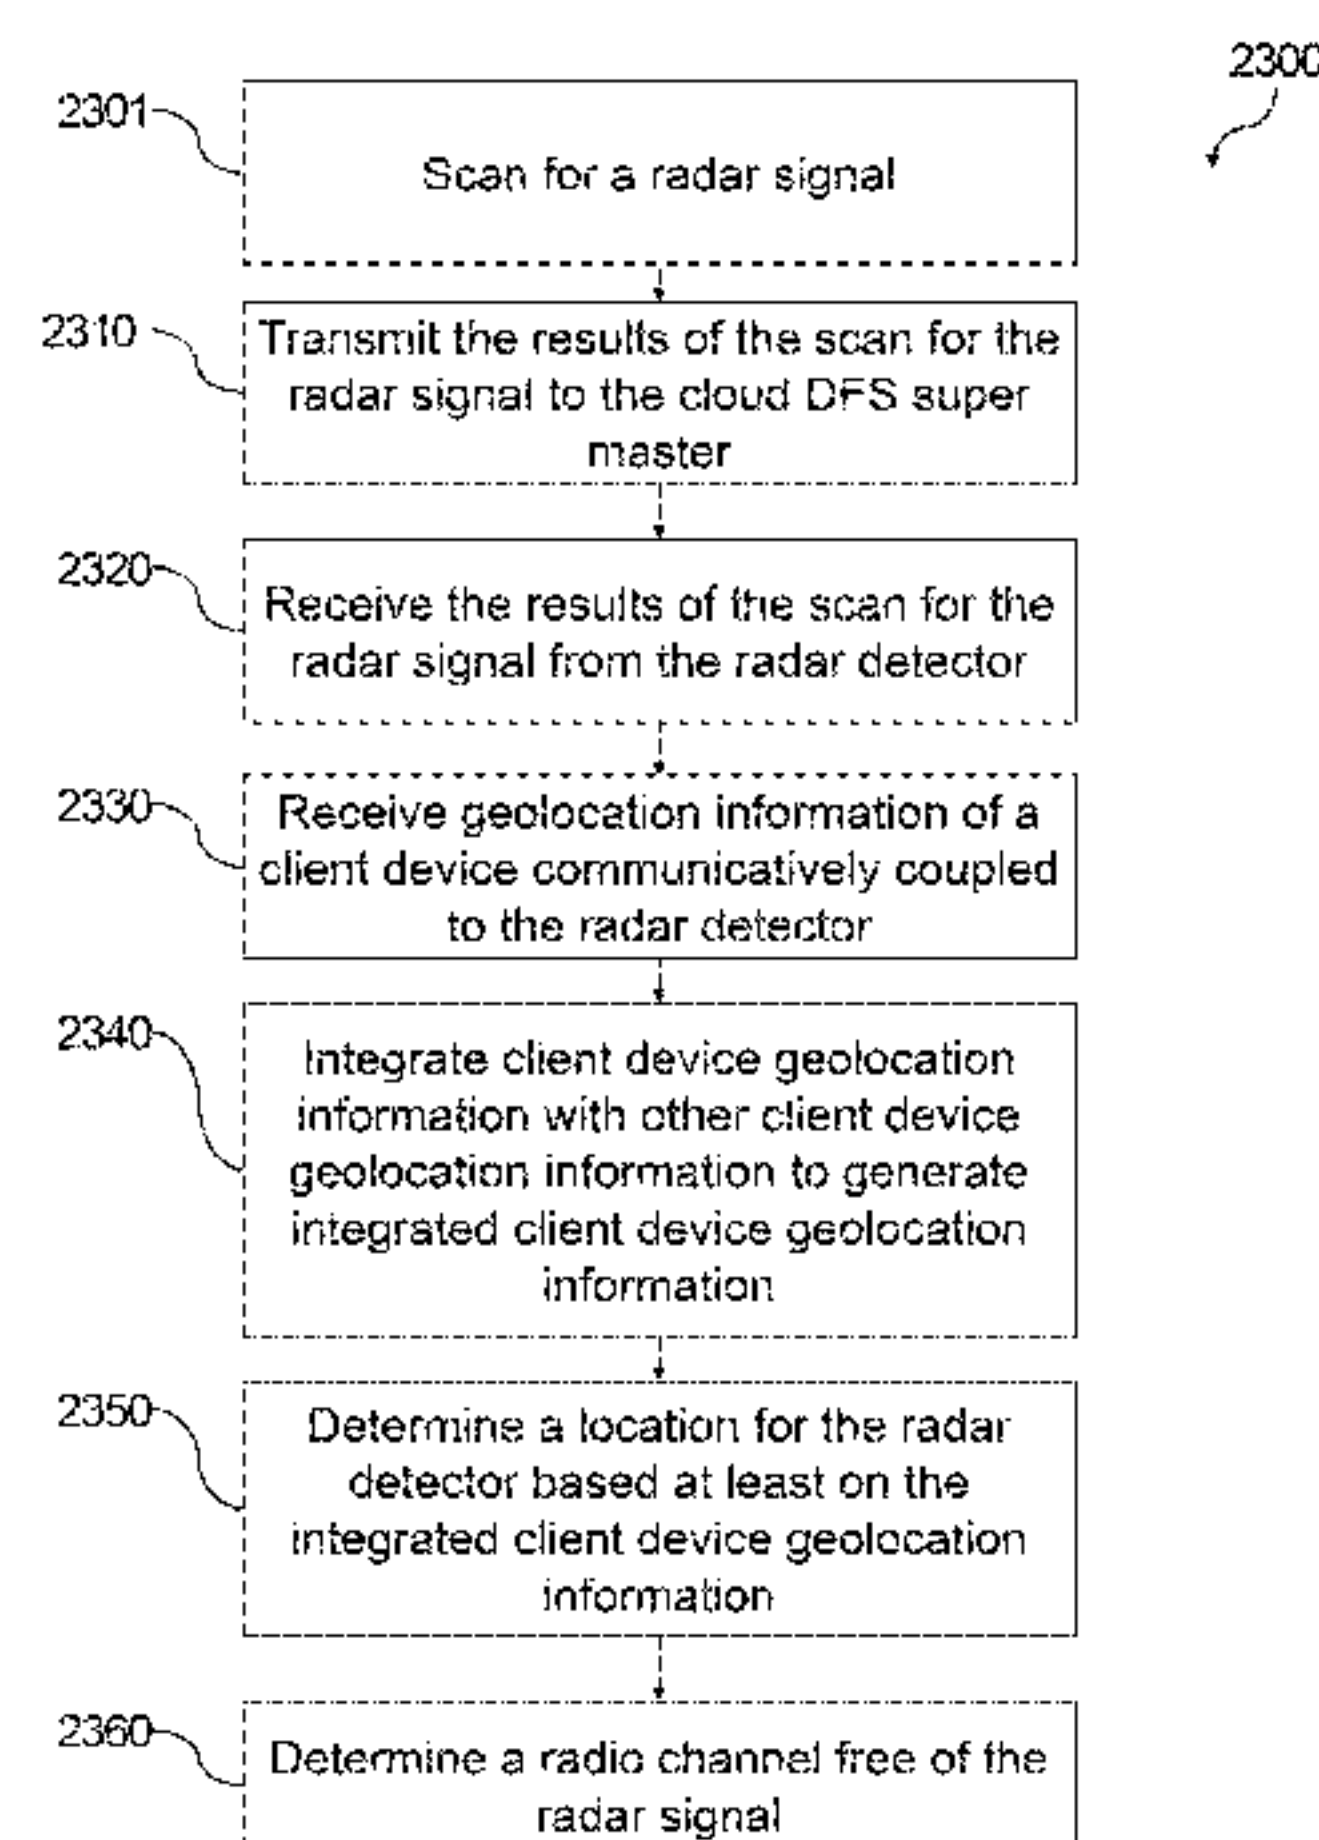 2300
2301
Scan for a radar signal
2310
Transmit the results of the scan for the
radar signal to the cloud DFS super
master
2320
Receive the results of the scan for the
radar signal from the radar detector
2330
Receive geolocation information of a
client device communicatively coupled
to the radar detector
2340
Integrate client device geolocation
information with other client device
geolocation information to generate
integrated client device geolocation
information
2350
Determine a location for the radar
detector based at least on the
integrated client device geolocation
information
2360
Determine a radio channel free of the
radar signal